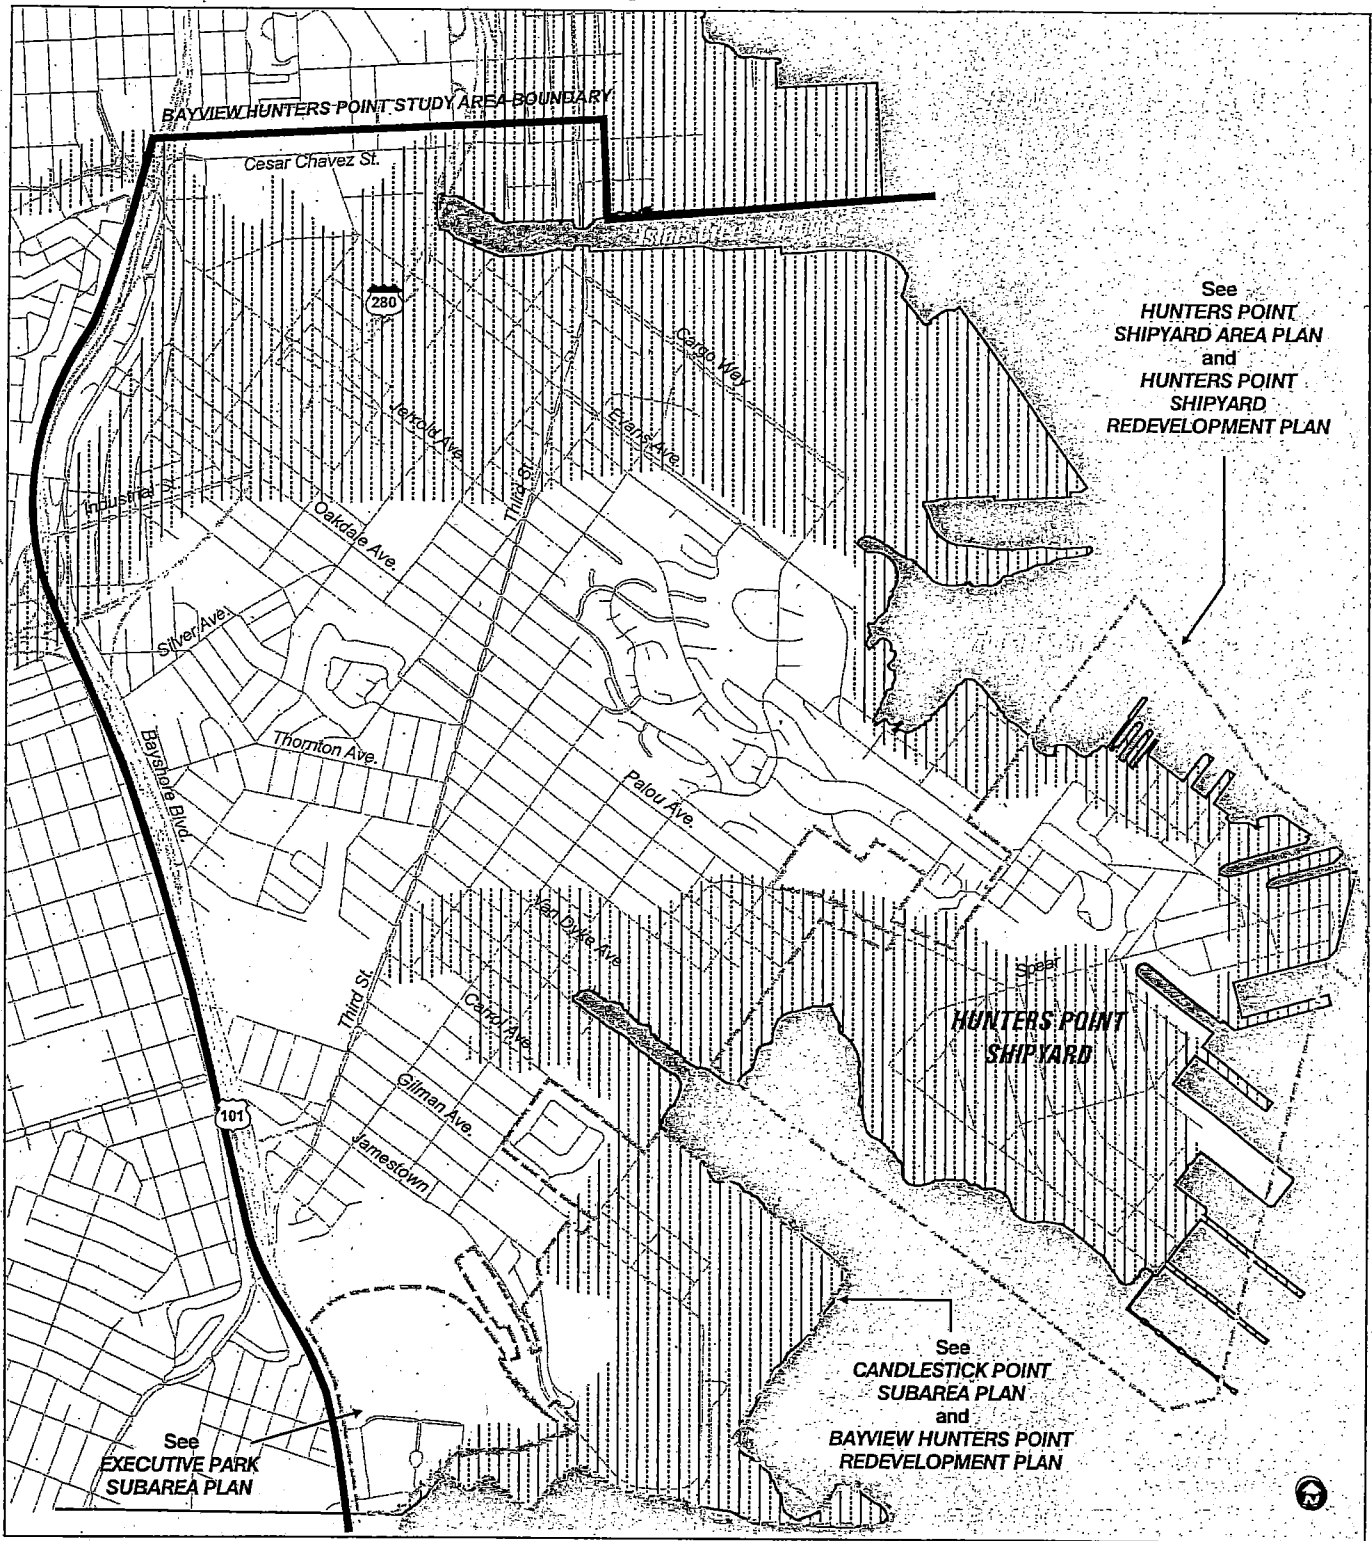 BAYVIEW HUNTERS POINT STUDY AREA BOUNDARY
Cesar Chavez St.
280
Cargo Way
See
HUNTERS POINT
SHIPYARD AREA PLAN
and
HUNTERS POINT
SHIPYARD
REDEVELOPMENT PLAN
Jerrold Ave.
Evans Ave.
Third St.
Industrial St.
Oakdale Ave.
Silver Ave.
Thornton Ave.
Bayshore Blvd.
Palou Ave.
Van Dyke Ave.
Spear
Third St.
Carrol Ave.
HUNTERS POINT
SHIPYARD
Gilman Ave.
101
Jamestown
See
CANDLESTICK POINT
SUBAREA PLAN
and
BAYVIEW HUNTERS POINT
REDEVELOPMENT PLAN
See
EXECUTIVE PARK
SUBAREA PLAN
N